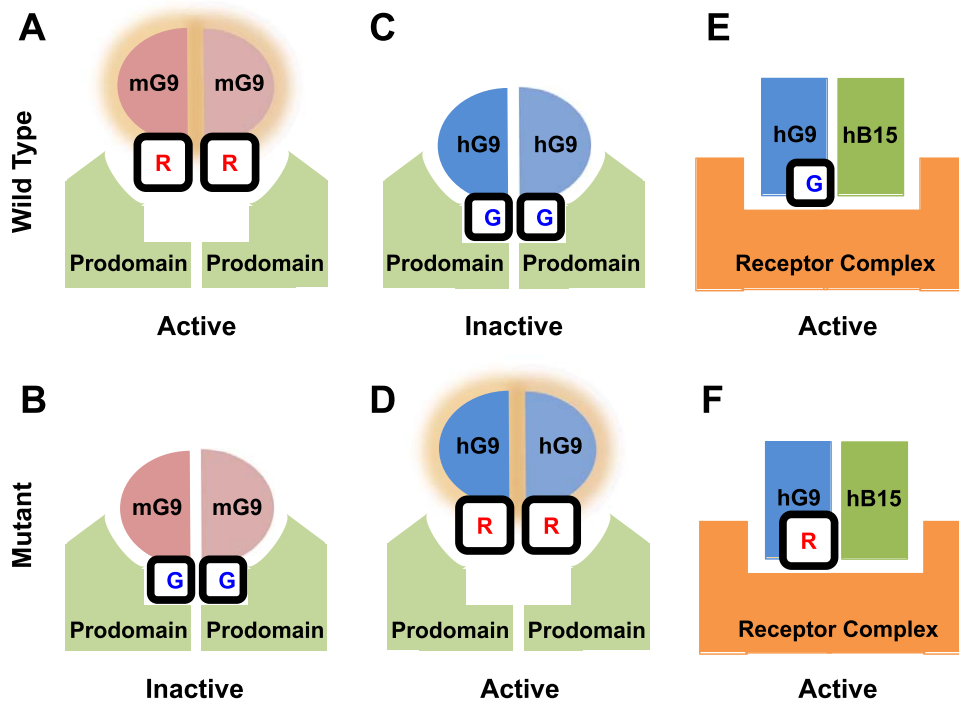 A
C
E
Wild Type
mG9 mG9
R R
Prodomain Prodomain
Active
hG9 hG9
G G
Prodomain Prodomain
Inactive
hG9 hB15
G
Receptor Complex
Active
B
D
F
Mutant
mG9 mG9
G G
Prodomain Prodomain
Inactive
hG9 hG9
R R
Prodomain Prodomain
Active
hG9 hB15
R
Receptor Complex
Active